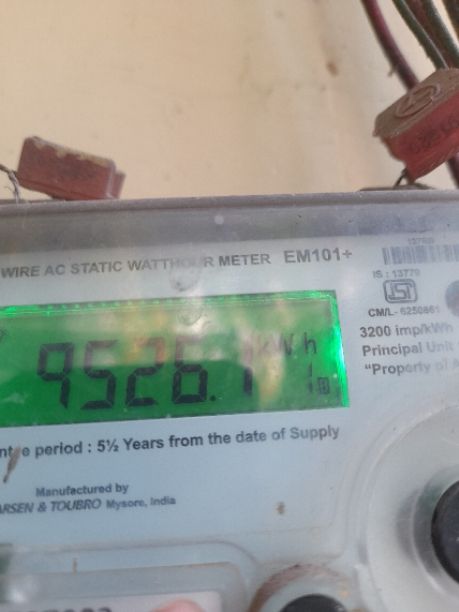 WIRE AC STATIC WATTHOUR METER EM101+
IS : 13779
CM/L- 6250861
3200 imp/kWh
Principal Unit
"Property of
9526.1 kWh
period : 5½ Years from the date of Supply
Manufactured by
ARSEN & TOUBRO Mysore, India